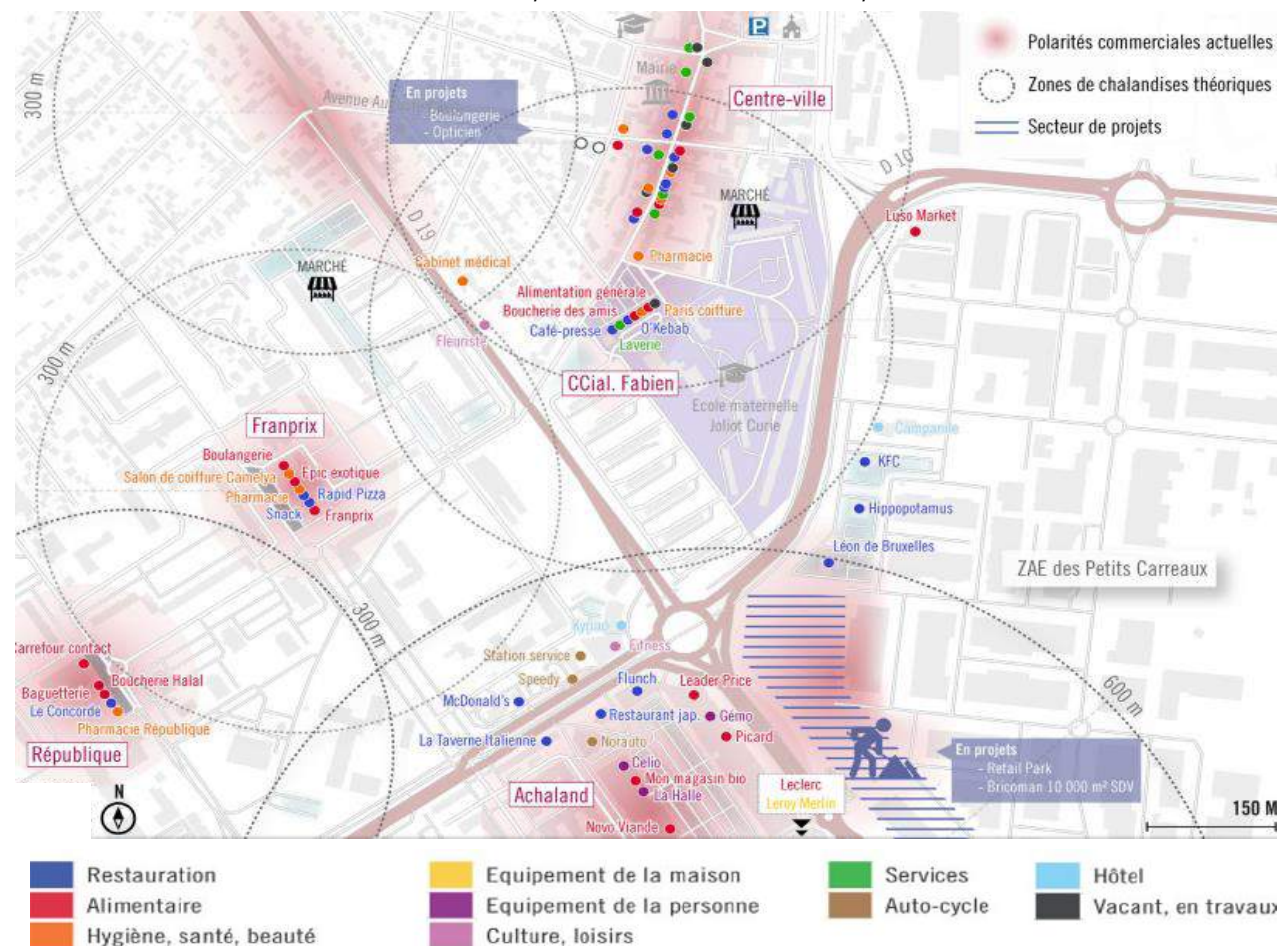 Polarités commerciales actuelles
Zones de chalandises théoriques
Secteur de projets
300 m
Avenue
En projets
- Boulangerie
- Opticien
Mairie
P
Centre-ville
D 10
D 19
MARCHÉ
Luso Market
MARCHÉ
Cabinet médical
Pharmacie
Alimentation générale
Boucherie des amis
Paris coiffure
Café-presse
O'Kebab
Laverie
Fleuriste
CCial. Fabien
Ecole maternelle
Joliot Curie
300 m
Franprix
Boulangerie
Epic exotique
Salon de coiffure Camelya
Pharmacie
Rapid Pizza
Snack
Franprix
Campanile
KFC
Hippopotamus
Léon de Bruxelles
ZAE des Petits Carreaux
300 m
600 m
Kyriad
Fitness
Station service
Speedy
McDonald's
Flunch
Leader Price
Restaurant jap.
Gémo
La Taverne Italienne
Norauto
Picard
Celio
Mon magasin bio
La Halle
Achaland
Novo Viande
Leclerc
Leroy Merlin
En projets
- Retail Park
- Bricoman 10 000 m² SDV
Carrefour contact
Boucherie Halal
Baguetterie
Le Concorde
Pharmacie République
République
N
150 M
Restauration
Alimentaire
Hygiène, santé, beauté
Equipement de la maison
Equipement de la personne
Culture, loisirs
Services
Auto-cycle
Hôtel
Vacant, en travaux